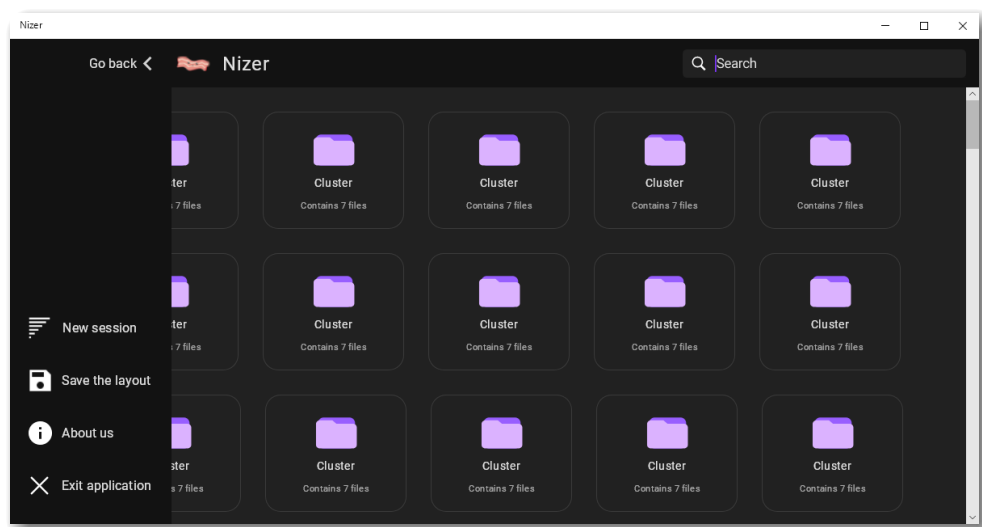 Nizer
Go back
Nizer
Search
ster Cluster Cluster Cluster Cluster
s 7 files Contains 7 files Contains 7 files Contains 7 files Contains 7 files
ster Cluster Cluster Cluster Cluster
s 7 files Contains 7 files Contains 7 files Contains 7 files Contains 7 files
New session
Save the layout
About us
Exit application
ster Cluster Cluster Cluster Cluster
s 7 files Contains 7 files Contains 7 files Contains 7 files Contains 7 files